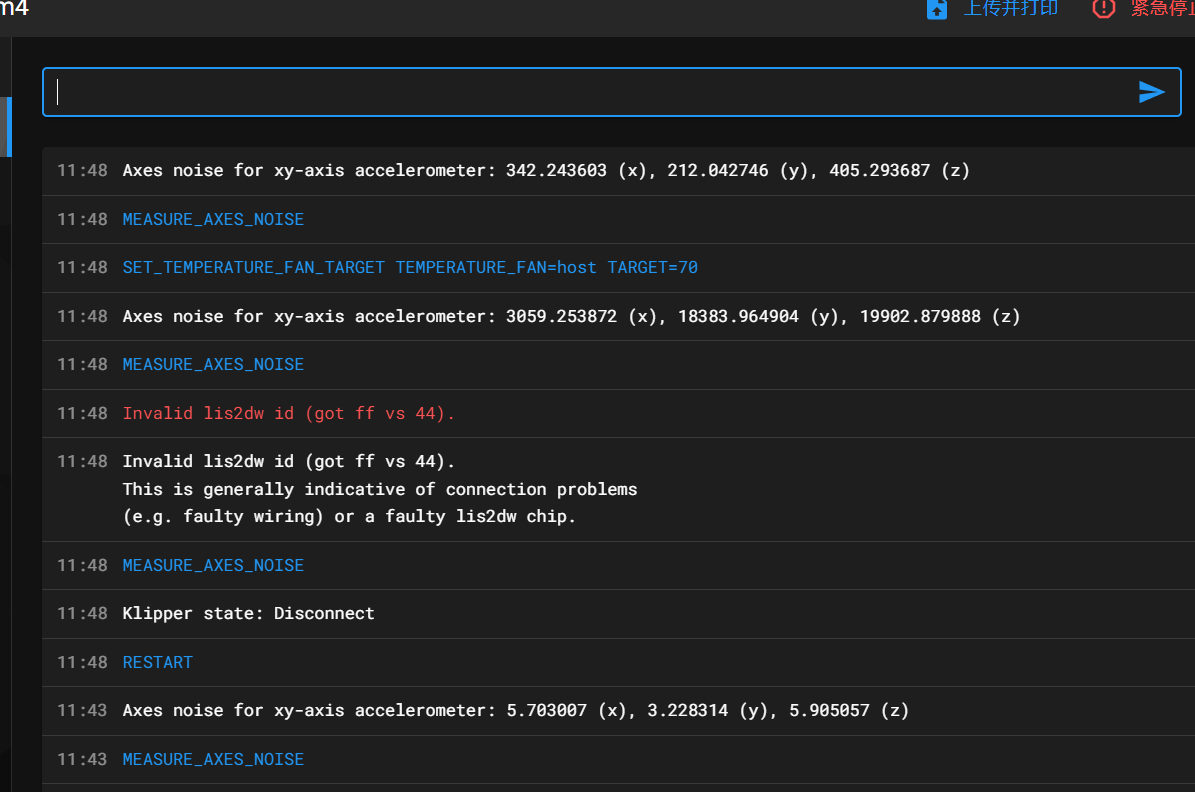 m4
上传并打印
紧急停止
11:48 Axes noise for xy-axis accelerometer: 342.243603 (x), 212.042746 (y), 405.293687 (z)
11:48 MEASURE_AXES_NOISE
11:48 SET_TEMPERATURE_FAN_TARGET TEMPERATURE_FAN=host TARGET=70
11:48 Axes noise for xy-axis accelerometer: 3059.253872 (x), 18383.964904 (y), 19902.879888 (z)
11:48 MEASURE_AXES_NOISE
11:48 Invalid lis2dw id (got ff vs 44).
11:48 Invalid lis2dw id (got ff vs 44).
This is generally indicative of connection problems
(e.g. faulty wiring) or a faulty lis2dw chip.
11:48 MEASURE_AXES_NOISE
11:48 Klipper state: Disconnect
11:48 RESTART
11:43 Axes noise for xy-axis accelerometer: 5.703007 (x), 3.228314 (y), 5.905057 (z)
11:43 MEASURE_AXES_NOISE